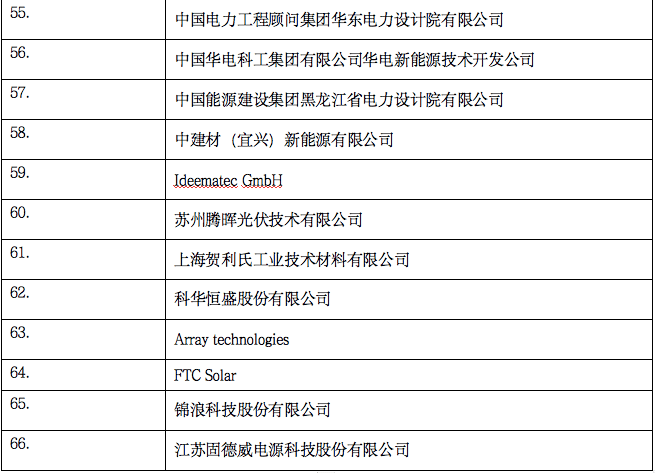 55. 中国电力工程顾问集团华东电力设计院有限公司
56. 中国华电科工集团有限公司华电新能源技术开发公司
57. 中国能源建设集团黑龙江省电力设计院有限公司
58. 中建材（宜兴）新能源有限公司
59. Ideematec GmbH
60. 苏州腾晖光伏技术有限公司
61. 上海贺利氏工业技术材料有限公司
62. 科华恒盛股份有限公司
63. Array technologies
64. FTC Solar
65. 锦浪科技股份有限公司
66. 江苏固德威电源科技股份有限公司